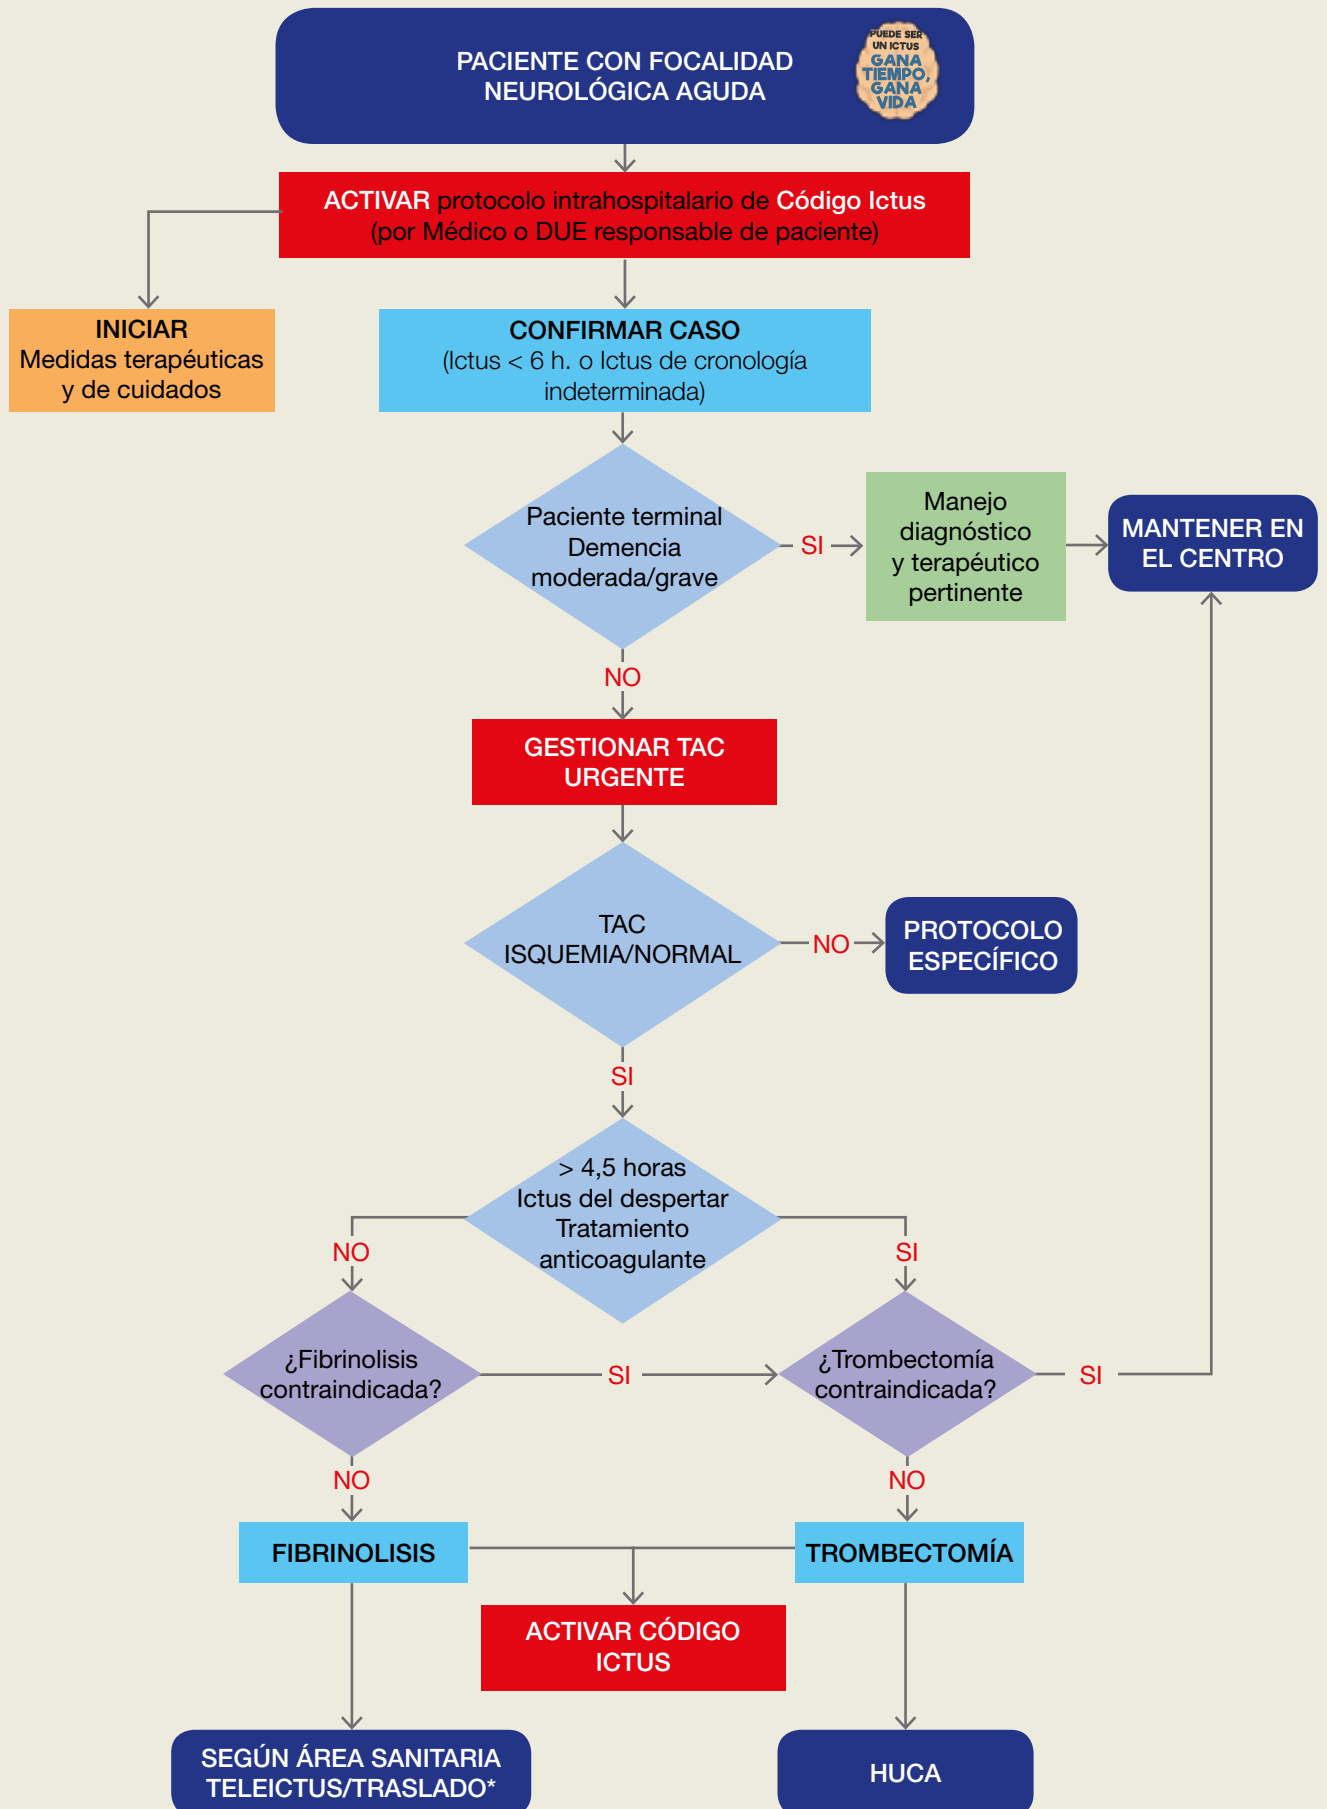 PACIENTE CON FOCALIDAD
NEUROLÓGICA AGUDA
PUEDE SER
UN ICTUS
GANA
TIEMPO,
GANA
VIDA
ACTIVAR protocolo intrahospitalario de Código Ictus
(por Médico o DUE responsable de paciente)
INICIAR
Medidas terapéuticas
y de cuidados
CONFIRMAR CASO
(Ictus < 6 h. o Ictus de cronología
indeterminada)
Paciente terminal
Demencia
moderada/grave
SI
Manejo
diagnóstico
y terapéutico
pertinente
MANTENER EN
EL CENTRO
NO
GESTIONAR TAC
URGENTE
TAC
ISQUEMIA/NORMAL
NO
PROTOCOLO
ESPECÍFICO
SI
> 4,5 horas
Ictus del despertar
Tratamiento
anticoagulante
NO
SI
¿Fibrinolisis
contraindicada?
SI
¿Trombectomía
contraindicada?
SI
NO
NO
FIBRINOLISIS
TROMBECTOMÍA
ACTIVAR CÓDIGO
ICTUS
SEGÚN ÁREA SANITARIA
TELEICTUS/TRASLADO*
HUCA